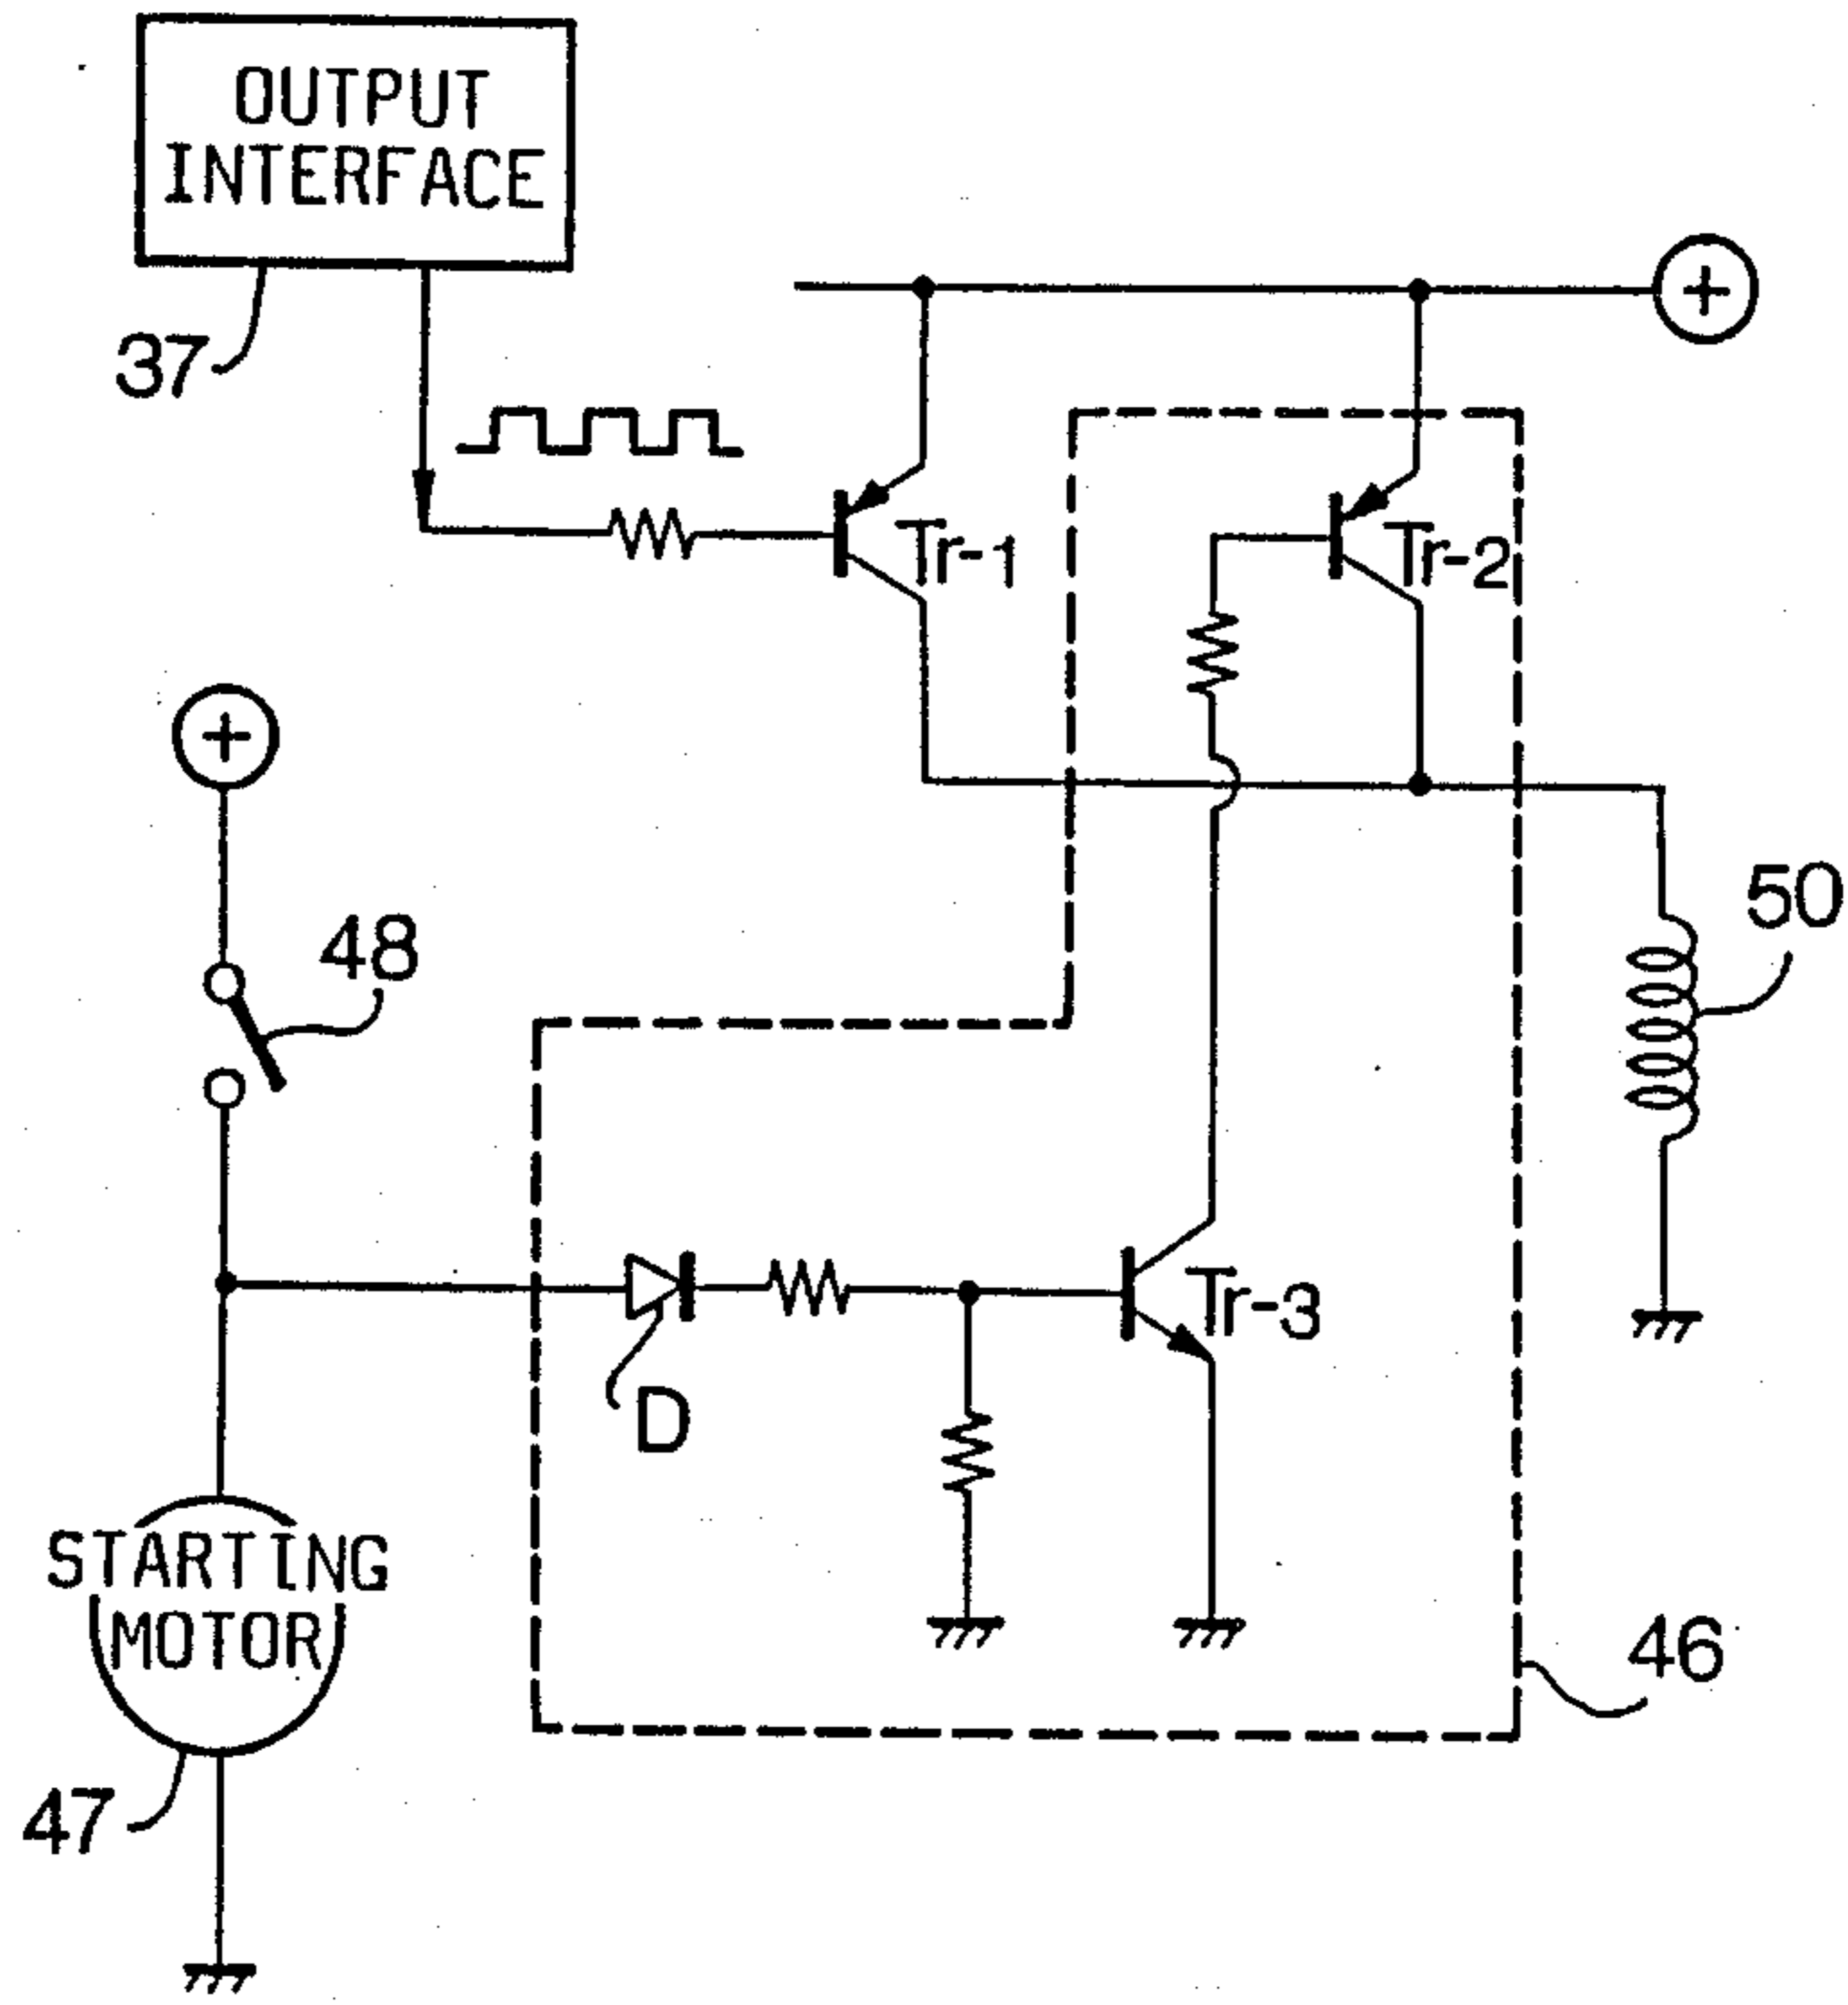 OUTPUT
INTERFACE
37
+
Tr-1
Tr-2
+
48
50
Tr-3
D
STARTING
MOTOR
46
47